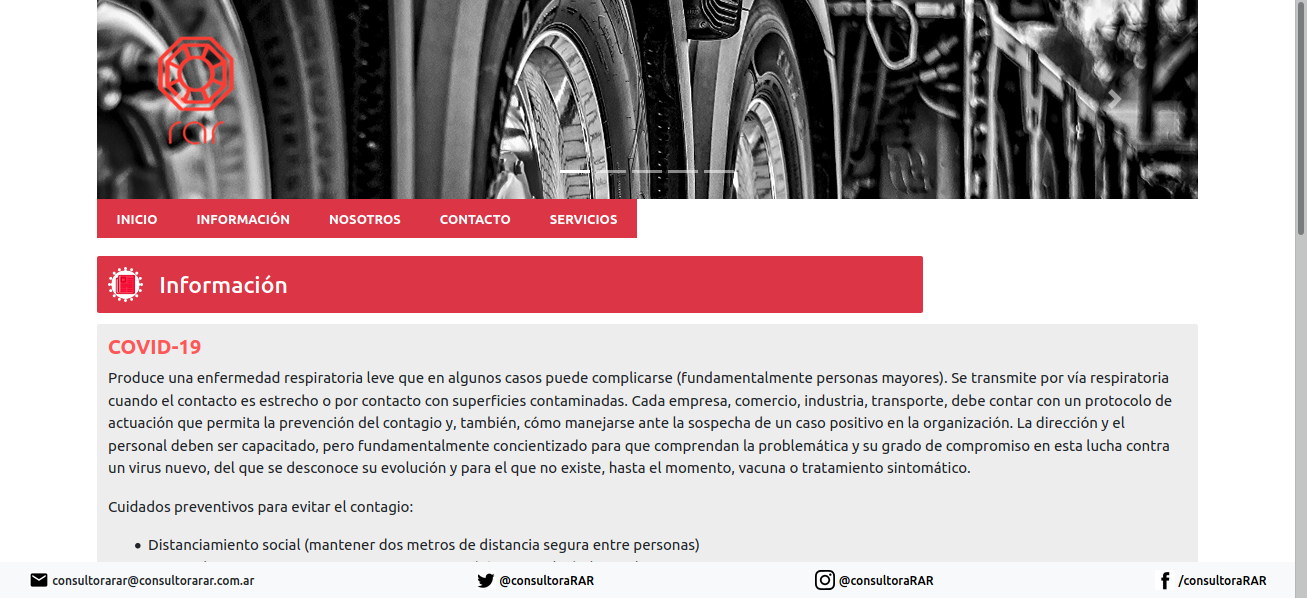 rar
INICIO INFORMACIÓN NOSOTROS CONTACTO SERVICIOS
Información
COVID-19
Produce una enfermedad respiratoria leve que en algunos casos puede complicarse (fundamentalmente personas mayores). Se transmite por vía respiratoria
cuando el contacto es estrecho o por contacto con superficies contaminadas. Cada empresa, comercio, industria, transporte, debe contar con un protocolo de
actuación que permita la prevención del contagio y, también, cómo manejarse ante la sospecha de un caso positivo en la organización. La dirección y el
personal deben ser capacitado, pero fundamentalmente concientizado para que comprendan la problemática y su grado de compromiso en esta lucha contra
un virus nuevo, del que se desconoce su evolución y para el que no existe, hasta el momento, vacuna o tratamiento sintomático.
Cuidados preventivos para evitar el contagio:
• Distanciamiento social (mantener dos metros de distancia segura entre personas)
consultorarar@consultorarar.com.ar @consultoraRAR @consultoraRAR /consultoraRAR